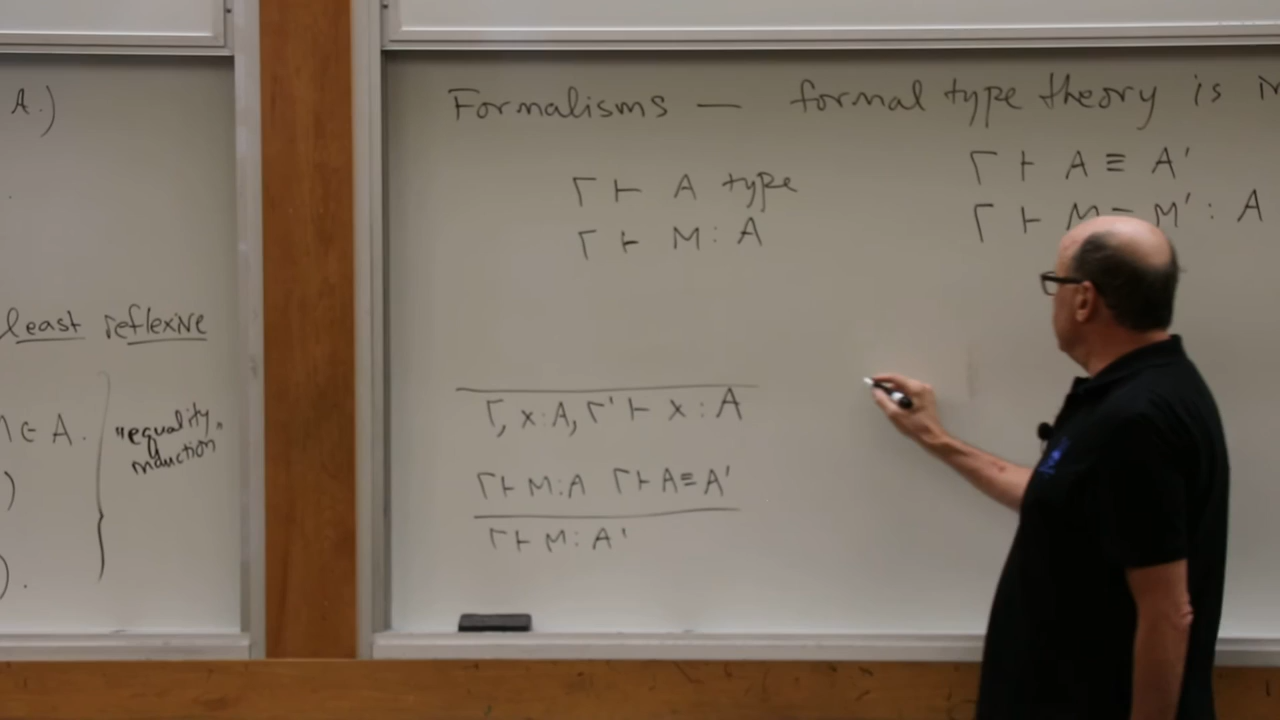 A.)
least reflexive
∈ A.
"equality
induction"
)
).
Formalisms — formal type theory is
Γ ⊢ A type
Γ ⊢ M : A
Γ ⊢ A ≡ A'
Γ ⊢ M ≡ M' : A
Γ, x:A, Γ' ⊢ x : A
Γ ⊢ M:A Γ ⊢ A ≡ A'
Γ ⊢ M : A'